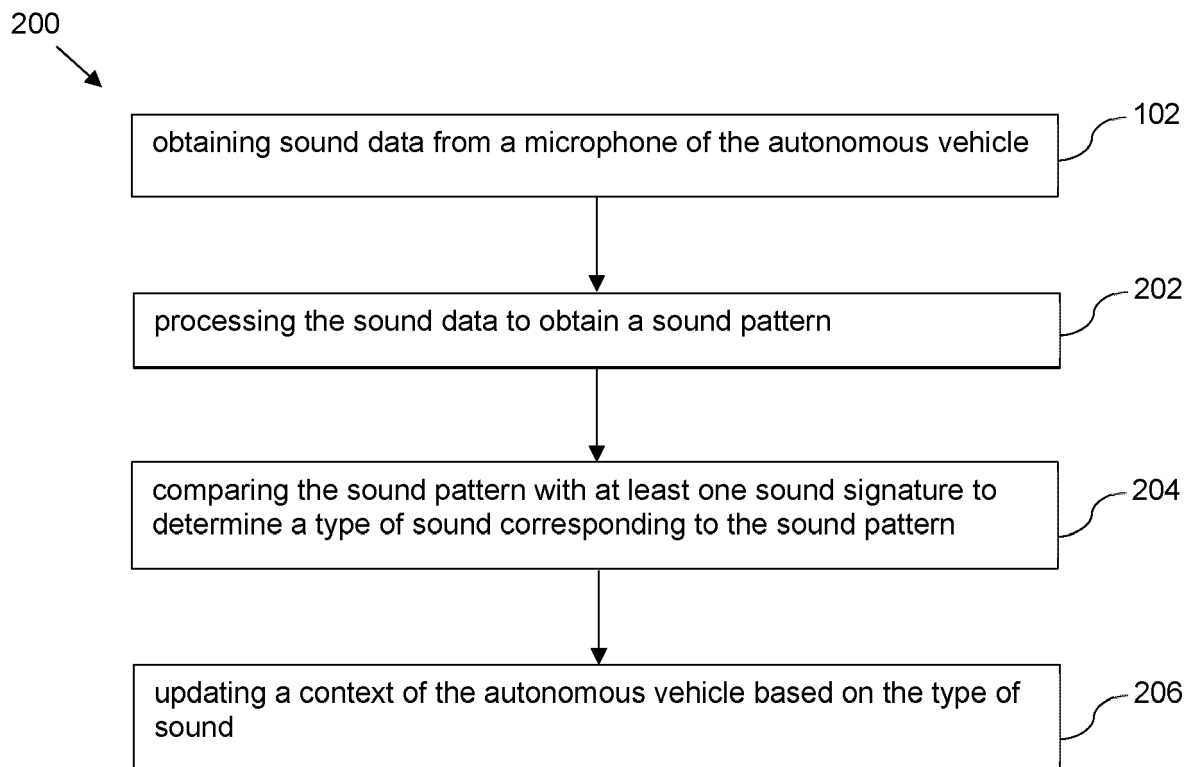 200
obtaining sound data from a microphone of the autonomous vehicle
102
processing the sound data to obtain a sound pattern
202
comparing the sound pattern with at least one sound signature to
determine a type of sound corresponding to the sound pattern
204
updating a context of the autonomous vehicle based on the type of
sound
206